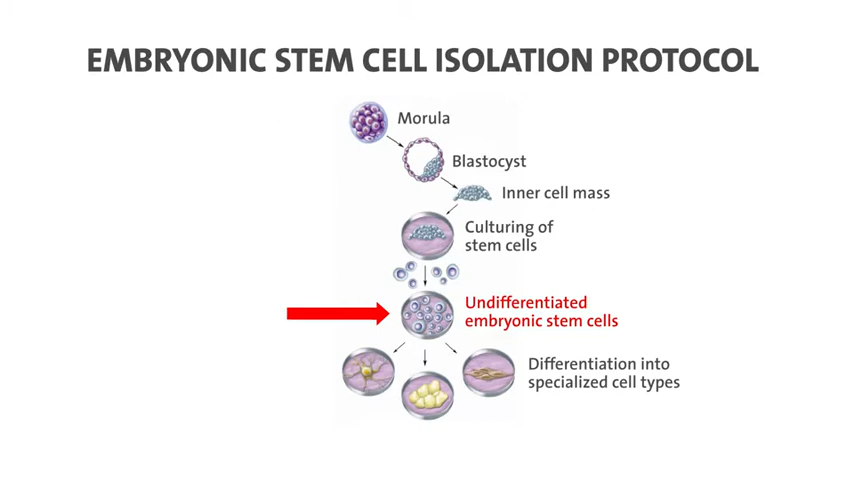 EMBRYONIC STEM CELL ISOLATION PROTOCOL
Morula
Blastocyst
Inner cell mass
Culturing of
stem cells
Undifferentiated
embryonic stem cells
Differentiation into
specialized cell types